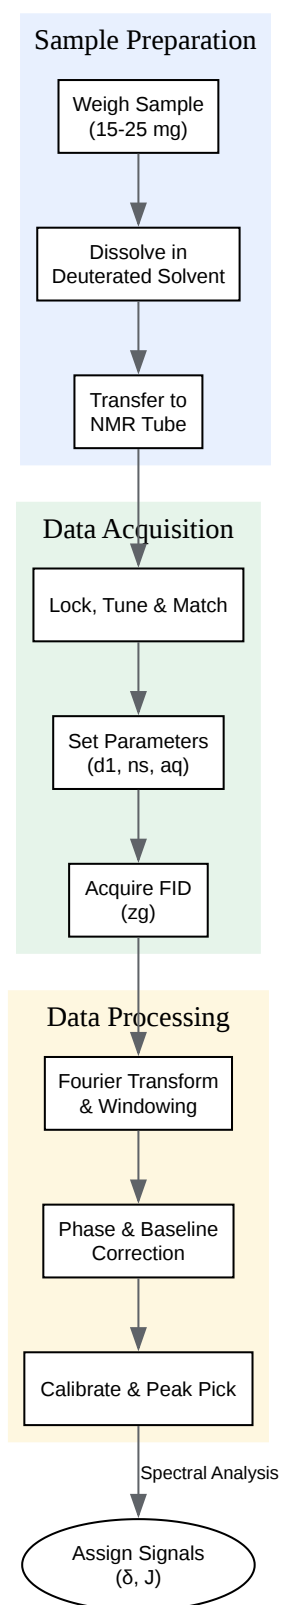 Sample Preparation
Weigh Sample
(15-25 mg)
Dissolve in
Deuterated Solvent
Transfer to
NMR Tube
Data Acquisition
Lock, Tune & Match
Set Parameters
(d1, ns, aq)
Acquire FID
(zg)
Data Processing
Fourier Transform
& Windowing
Phase & Baseline
Correction
Calibrate & Peak Pick
Spectral Analysis
Assign Signals
(δ, J)